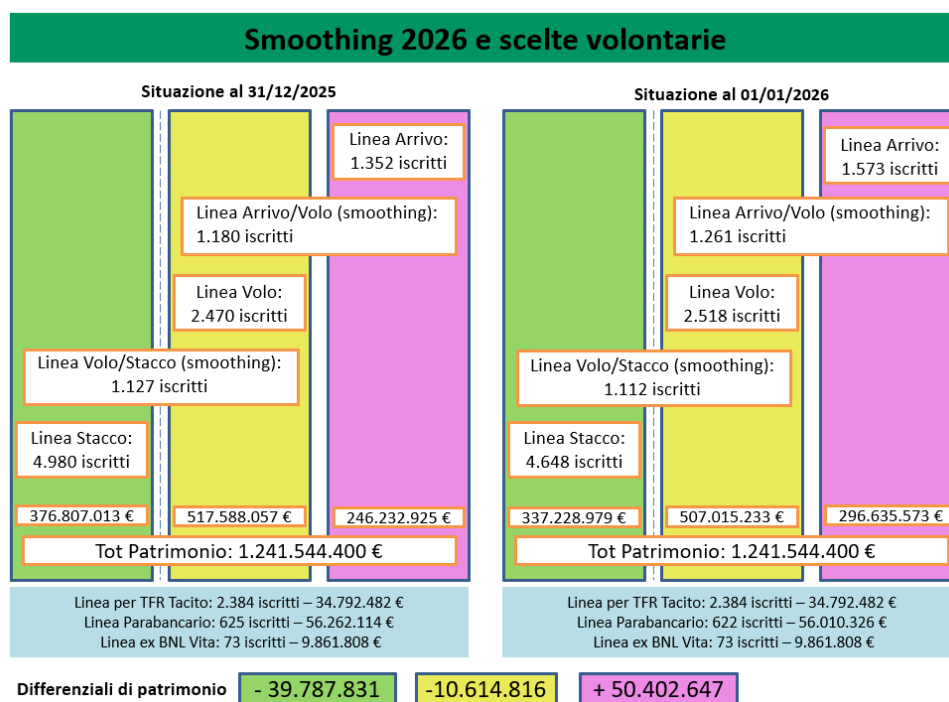 Smoothing 2026 e scelte volontarie
Situazione al 31/12/2025
Linea Arrivo:
1.352 iscritti
Linea Arrivo/Volo (smoothing):
1.180 iscritti
Linea Volo:
2.470 iscritti
Linea Volo/Stacco (smoothing):
1.127 iscritti
Linea Stacco:
4.980 iscritti
376.807.013 €
517.588.057 €
246.232.925 €
Tot Patrimonio: 1.241.544.400 €
Linea per TFR Tacito: 2.384 iscritti – 34.792.482 €
Linea Parabancario: 625 iscritti – 56.262.114 €
Linea ex BNL Vita: 73 iscritti – 9.861.808 €
Situazione al 01/01/2026
Linea Arrivo:
1.573 iscritti
Linea Arrivo/Volo (smoothing):
1.261 iscritti
Linea Volo:
2.518 iscritti
Linea Volo/Stacco (smoothing):
1.112 iscritti
Linea Stacco:
4.648 iscritti
337.228.979 €
507.015.233 €
296.635.573 €
Tot Patrimonio: 1.241.544.400 €
Linea per TFR Tacito: 2.384 iscritti – 34.792.482 €
Linea Parabancario: 622 iscritti – 56.010.326 €
Linea ex BNL Vita: 73 iscritti – 9.861.808 €
Differenziali di patrimonio
- 39.787.831
-10.614.816
+ 50.402.647